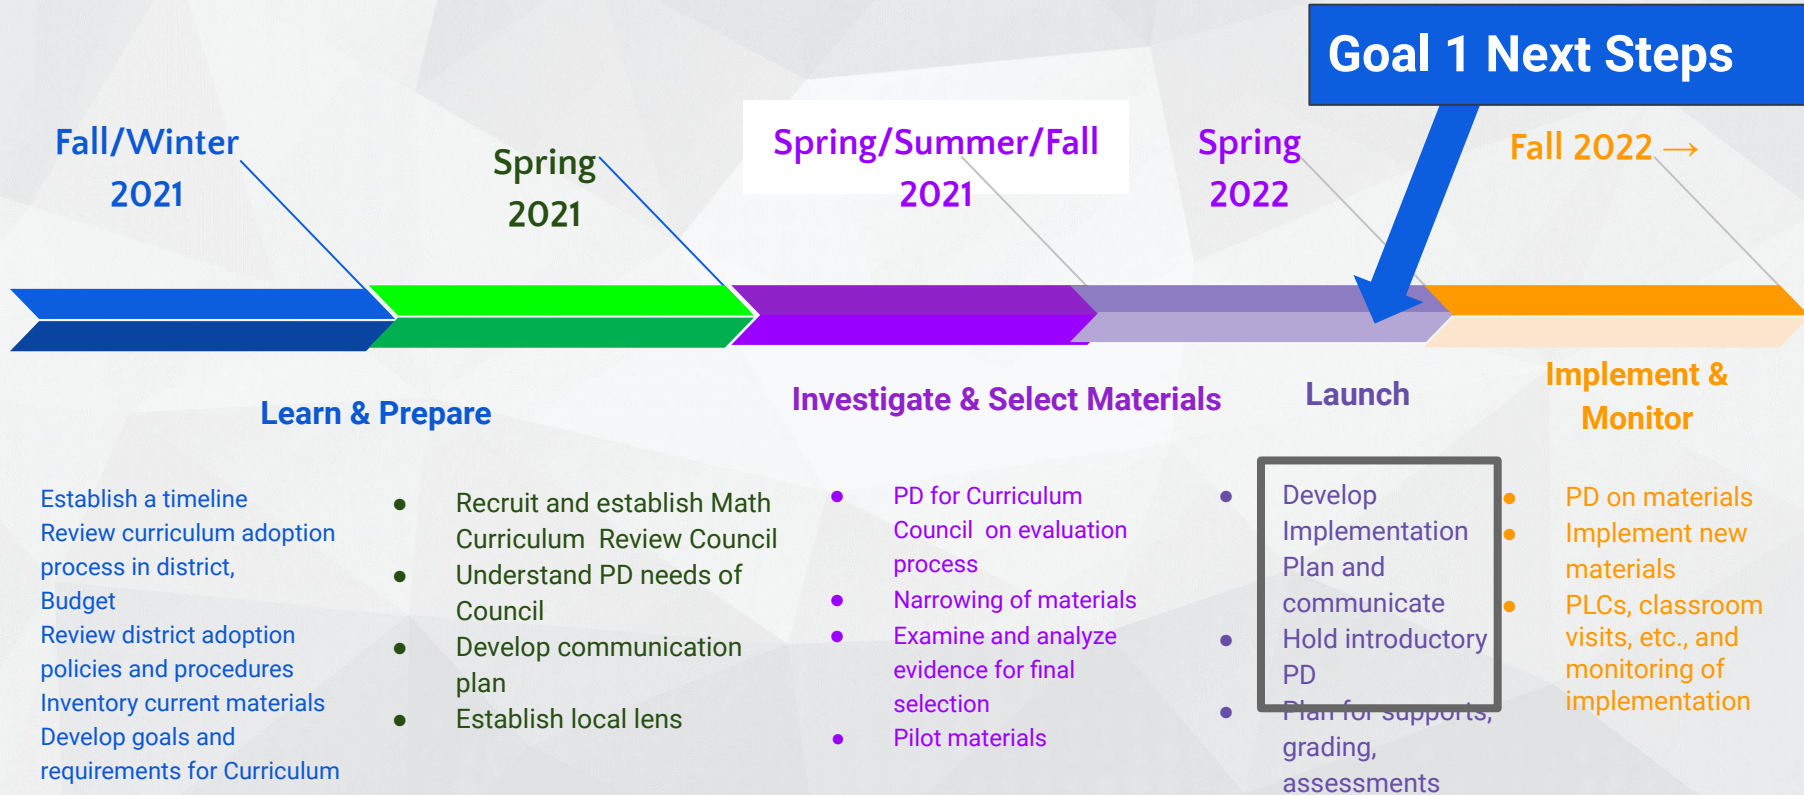 Goal 1 Next Steps
Fall/Winter
2021
Spring
2021
Spring/Summer/Fall
2021
Spring
2022
Fall 2022 →
Learn & Prepare
Investigate & Select Materials
Launch
Implement &
Monitor
Establish a timeline
Review curriculum adoption
process in district,
Budget
Review district adoption
policies and procedures
Inventory current materials
Develop goals and
requirements for Curriculum
● Recruit and establish Math
Curriculum Review Council
● Understand PD needs of
Council
● Develop communication
plan
● Establish local lens
● PD for Curriculum
Council on evaluation
process
● Narrowing of materials
● Examine and analyze
evidence for final
selection
● Pilot materials
● Develop
Implementation
Plan and
communicate
● Hold introductory
PD
● Plan for supports,
grading,
assessments
● PD on materials
● Implement new
materials
● PLCs, classroom
visits, etc., and
monitoring of
implementation